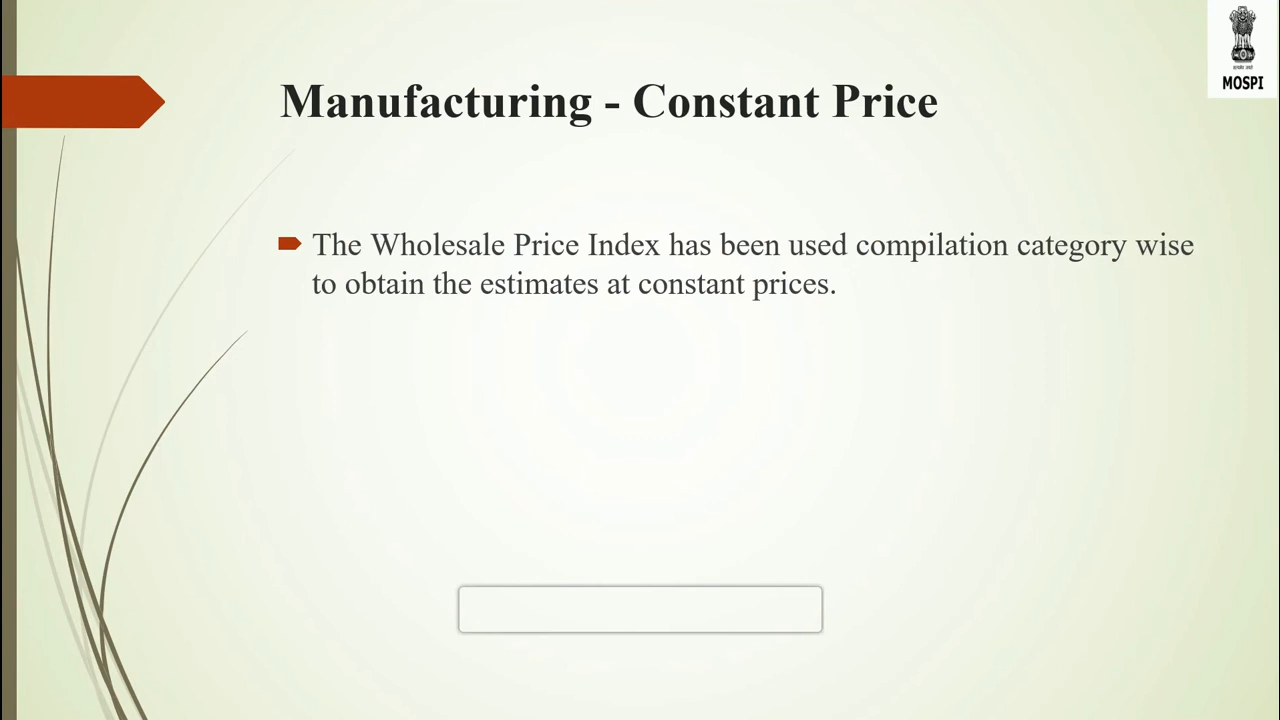 MOSPI
Manufacturing - Constant Price
The Wholesale Price Index has been used compilation category wise
to obtain the estimates at constant prices.